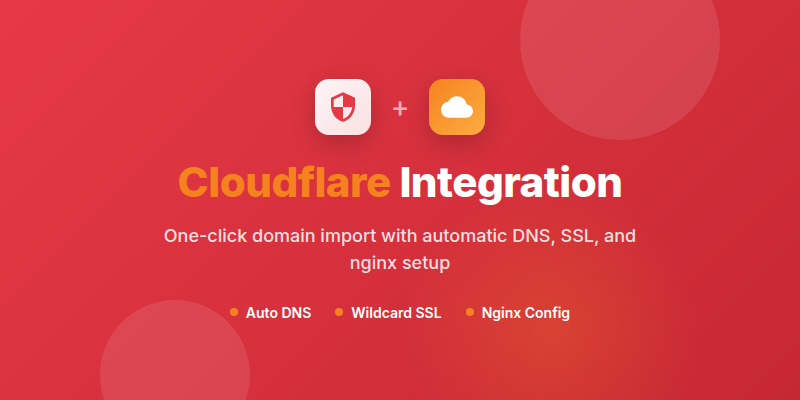 +
Cloudflare Integration
One-click domain import with automatic DNS, SSL, and
nginx setup
Auto DNS
Wildcard SSL
Nginx Config